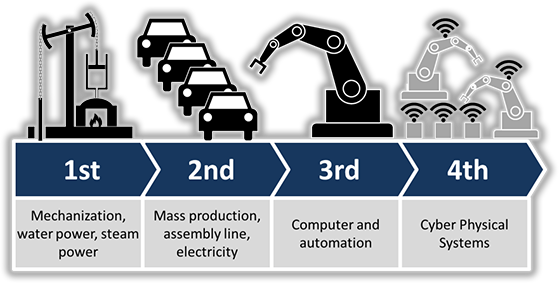 1st
2nd
3rd
4th
Mechanization,
water power, steam
power
Mass production,
assembly line,
electricity
Computer and
automation
Cyber Physical
Systems